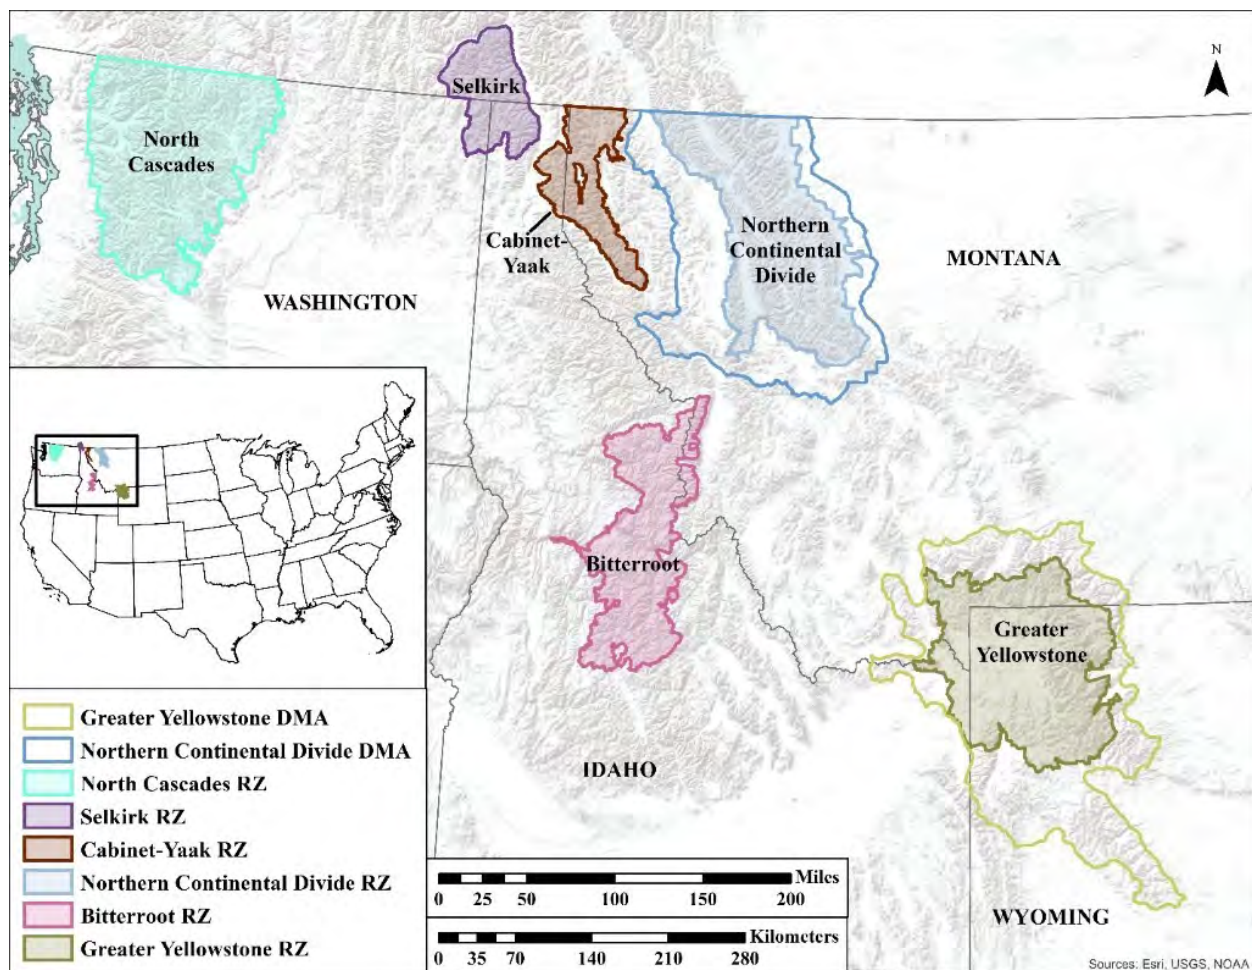 N
Selkirk
North
Cascades
Cabinet-
Yaak
Northern
Continental
Divide
MONTANA
WASHINGTON
Bitterroot
Greater
Yellowstone
IDAHO
WYOMING
Greater Yellowstone DMA
Northern Continental Divide DMA
North Cascades RZ
Selkirk RZ
Cabinet-Yaak RZ
Northern Continental Divide RZ
Bitterroot RZ
Greater Yellowstone RZ
Miles
0 25 50 100 150 200
Kilometers
0 35 70 140 210 280
Sources: Esri, USGS, NOAA